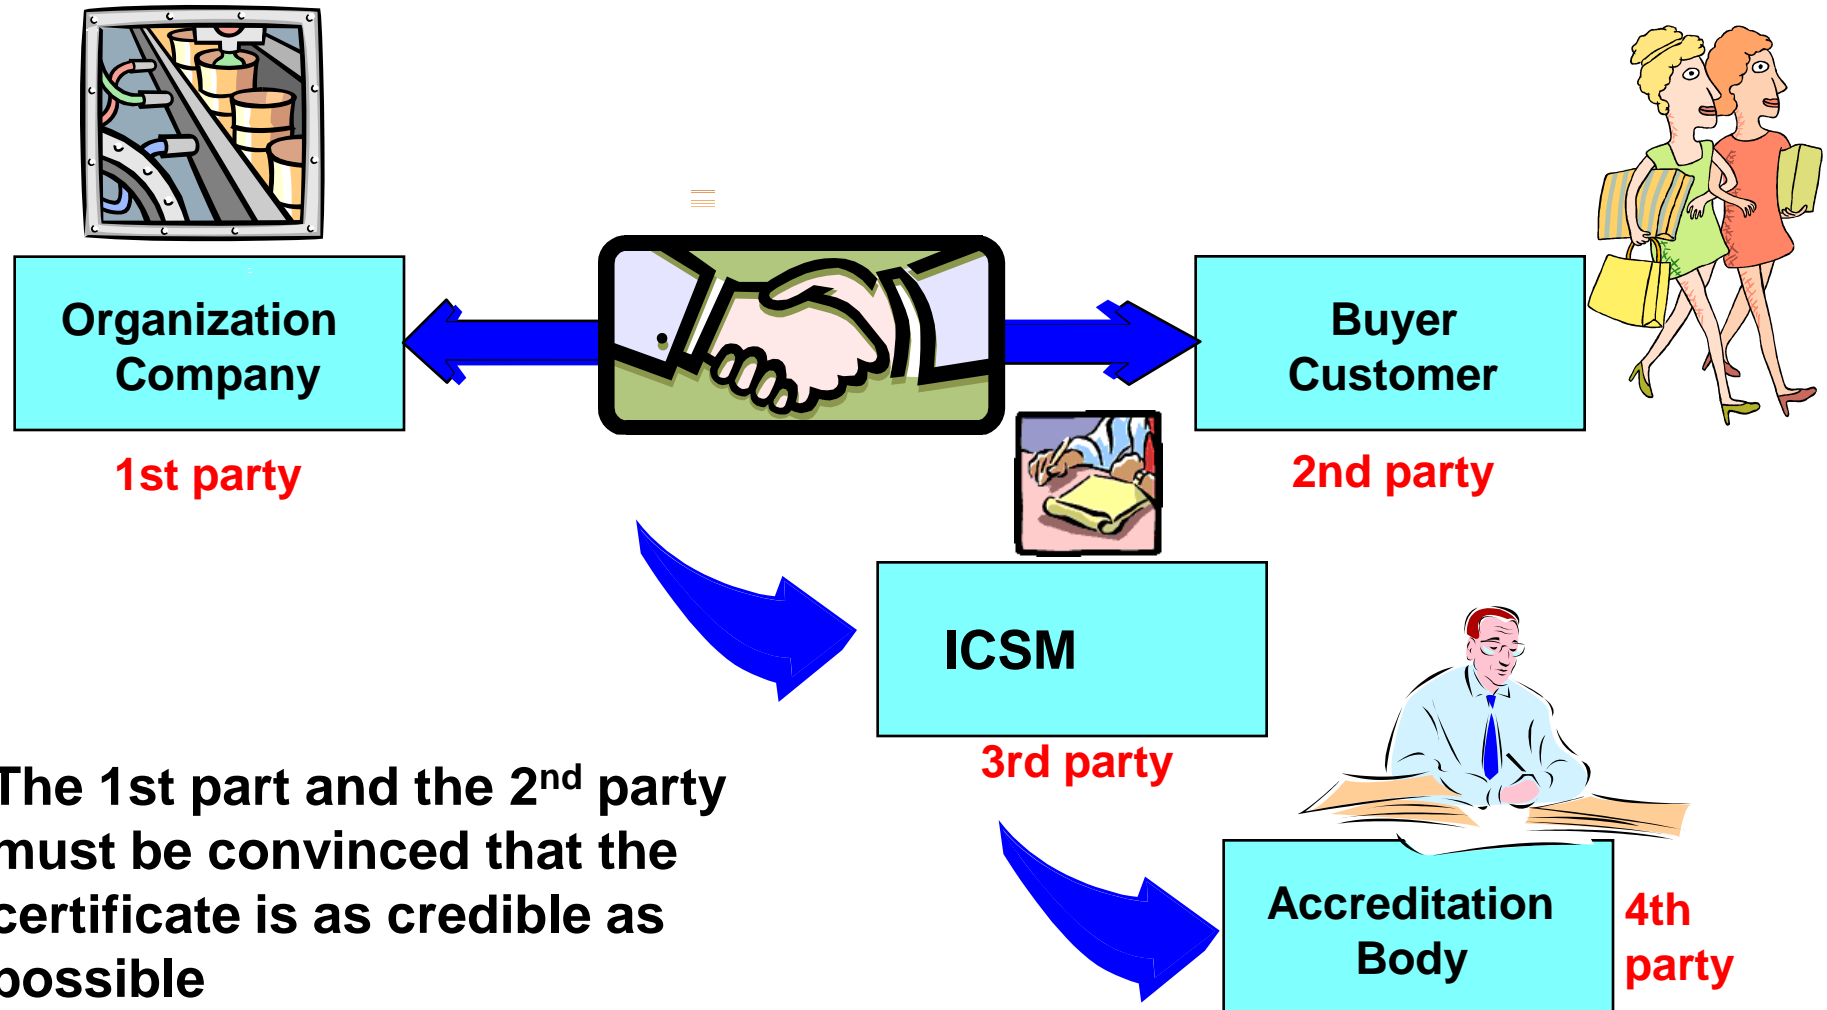 Organization
Company
1st party
Buyer
Customer
2nd party
ICSM
3rd party
The 1st part and the 2nd party
must be convinced that the
certificate is as credible as
possible
Accreditation
Body
4th
party